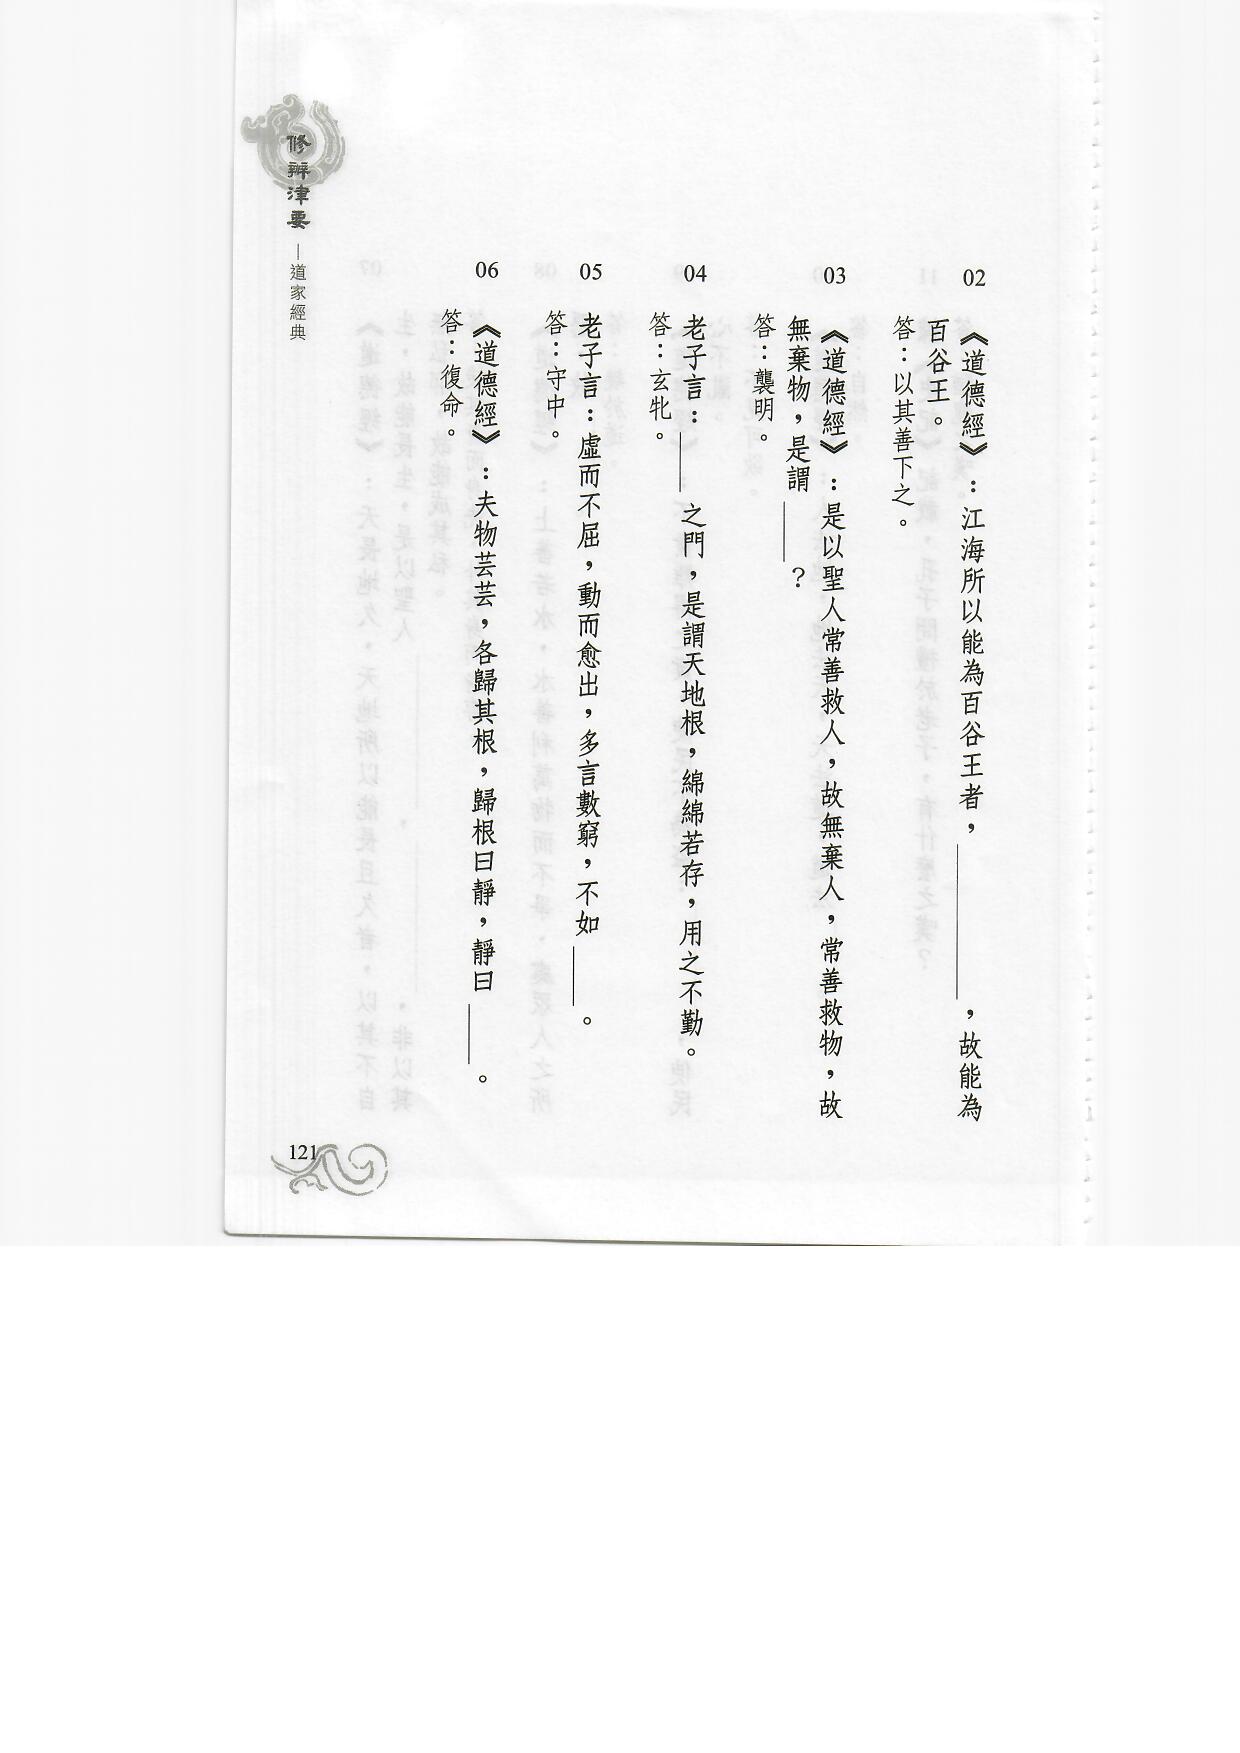 02
《道德經》：江海所以能為百谷王者，＿＿＿＿＿，故能為
百谷王。
答：以其善下之。
03
《道德經》：是以聖人常善救人，故無棄人，常善救物，故
無棄物，是謂＿＿？
答：襲明。
04
老子言：＿＿之門，是謂天地根，綿綿若存，用之不勤。
答：玄牝。
05
老子言：虛而不屈，動而愈出，多言數窮，不如＿＿。
答：守中。
06
《道德經》：夫物芸芸，各歸其根，歸根曰靜，靜曰＿＿。
答：復命。
修辦津要—道家經典
121